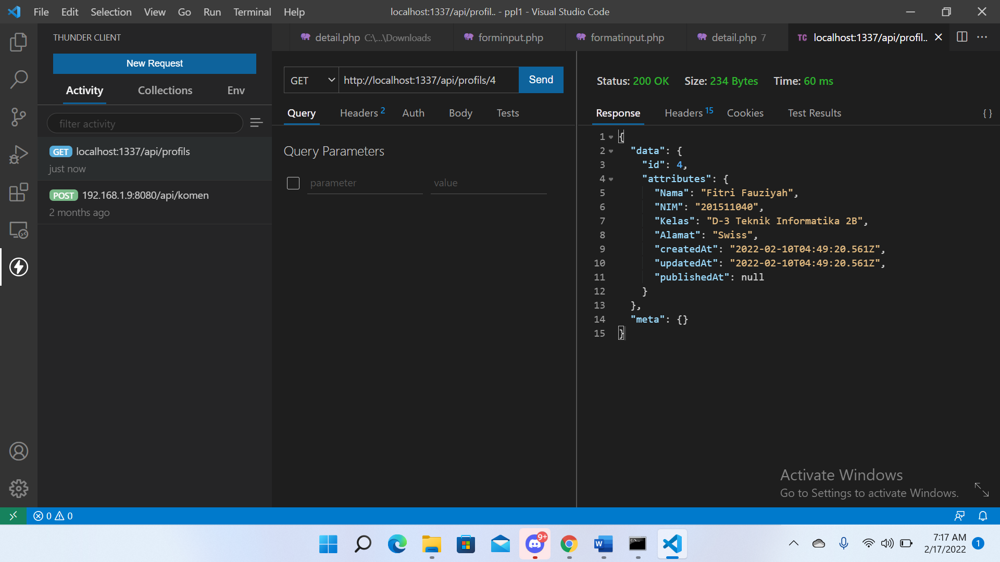 File Edit Selection View Go Run Terminal Help
localhost:1337/api/profil.. - ppl1 - Visual Studio Code
THUNDER CLIENT
New Request
Activity Collections Env
filter activity
GET localhost:1337/api/profils
just now
POST 192.168.1.9:8080/api/komen
2 months ago
detail.php C:\...\Downloads
forminput.php
formatinput.php
detail.php 7
TC localhost:1337/api/profil..
GET http://localhost:1337/api/profils/4 Send
Query Headers 2 Auth Body Tests
Query Parameters
parameter value
Status: 200 OK Size: 234 Bytes Time: 60 ms
Response Headers 15 Cookies Test Results { }
1 {
2 "data": {
3 "id": 4,
4 "attributes": {
5 "Nama": "Fitri Fauziyah",
6 "NIM": "201511040",
7 "Kelas": "D-3 Teknik Informatika 2B",
8 "Alamat": "Swiss",
9 "createdAt": "2022-02-10T04:49:20.561Z",
10 "updatedAt": "2022-02-10T04:49:20.561Z",
11 "publishedAt": null
12 }
13 },
14 "meta": {}
15 }
Activate Windows
Go to Settings to activate Windows.
0 0
9+
7:17 AM
2/17/2022
1